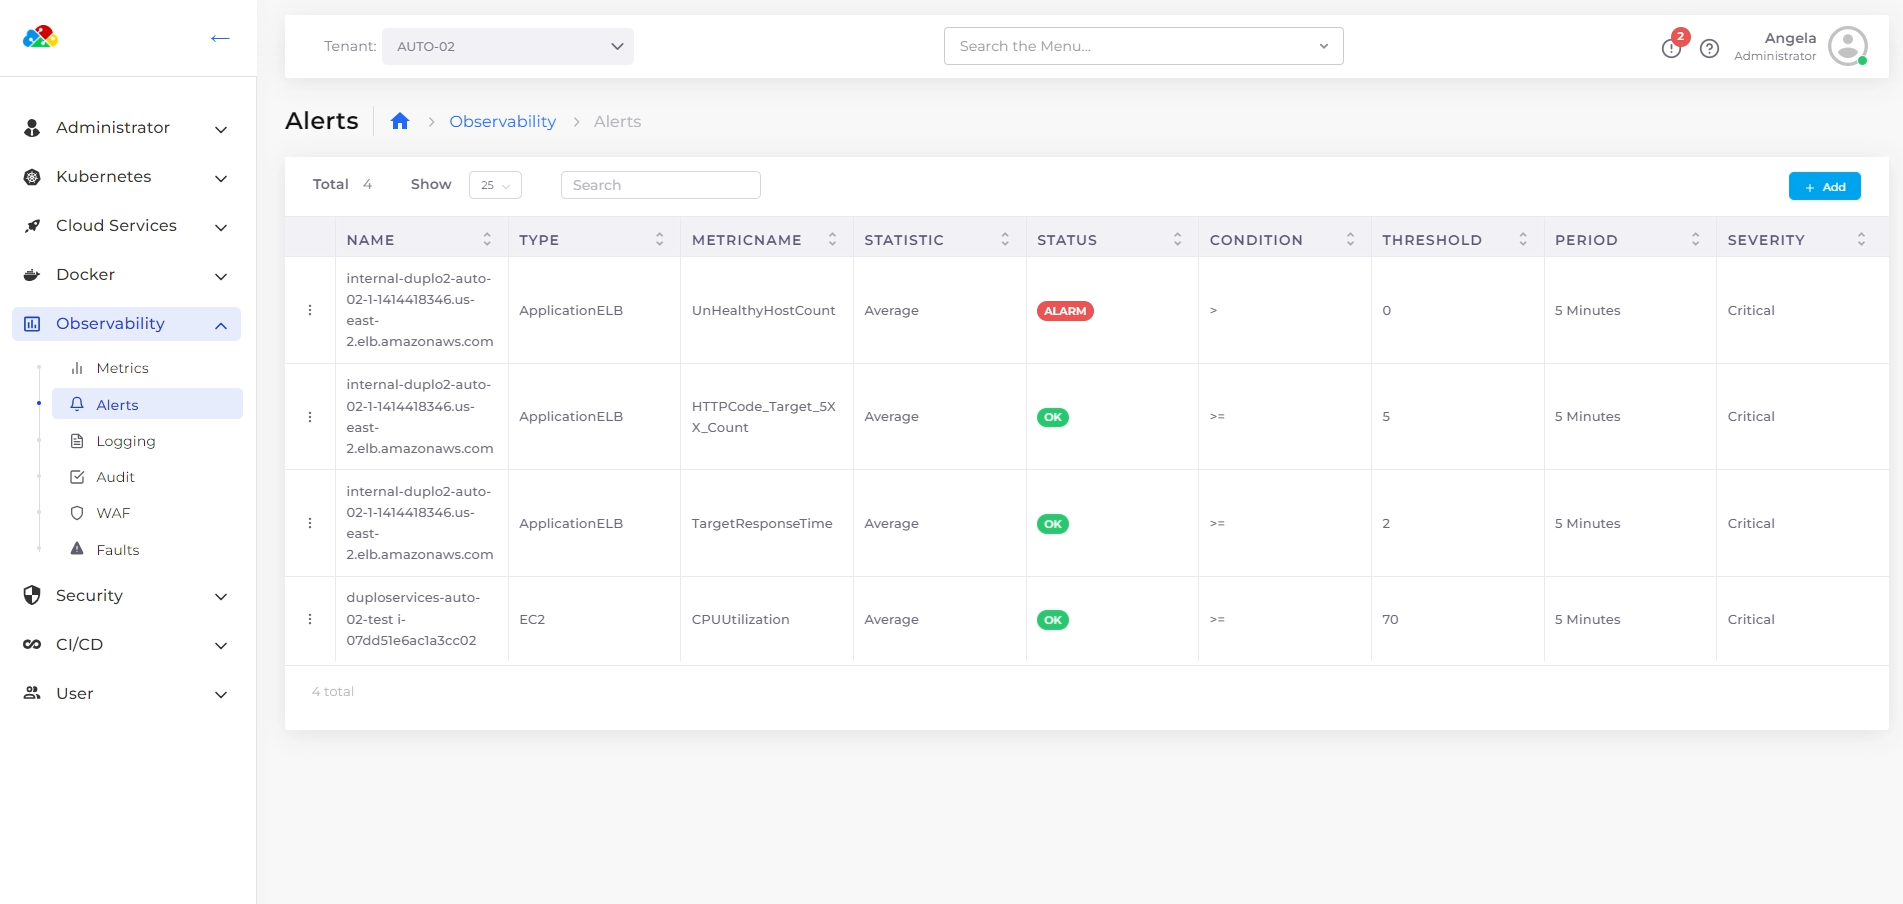 Tenant: AUTO-02
Search the Menu...
2
Angela
Administrator
Administrator
Kubernetes
Cloud Services
Docker
Observability
Metrics
Alerts
Logging
Audit
WAF
Faults
Security
CI/CD
User
Alerts
Observability
Alerts
Total 4 Show 25 Search
+ Add
NAME TYPE METRICNAME STATISTIC STATUS CONDITION THRESHOLD PERIOD SEVERITY
internal-duplo2-auto-
02-1-1414418346.us-
east-
2.elb.amazonaws.com
ApplicationELB UnHealthyHostCount Average ALARM > 0 5 Minutes Critical
internal-duplo2-auto-
02-1-1414418346.us-
east-
2.elb.amazonaws.com
ApplicationELB
HTTPCode_Target_5X
X_Count
Average OK >= 5 5 Minutes Critical
internal-duplo2-auto-
02-1-1414418346.us-
east-
2.elb.amazonaws.com
ApplicationELB TargetResponseTime Average OK >= 2 5 Minutes Critical
duploservices-auto-
02-test i-
07dd51e6ac1a3cc02
EC2 CPUUtilization Average OK >= 70 5 Minutes Critical
4 total